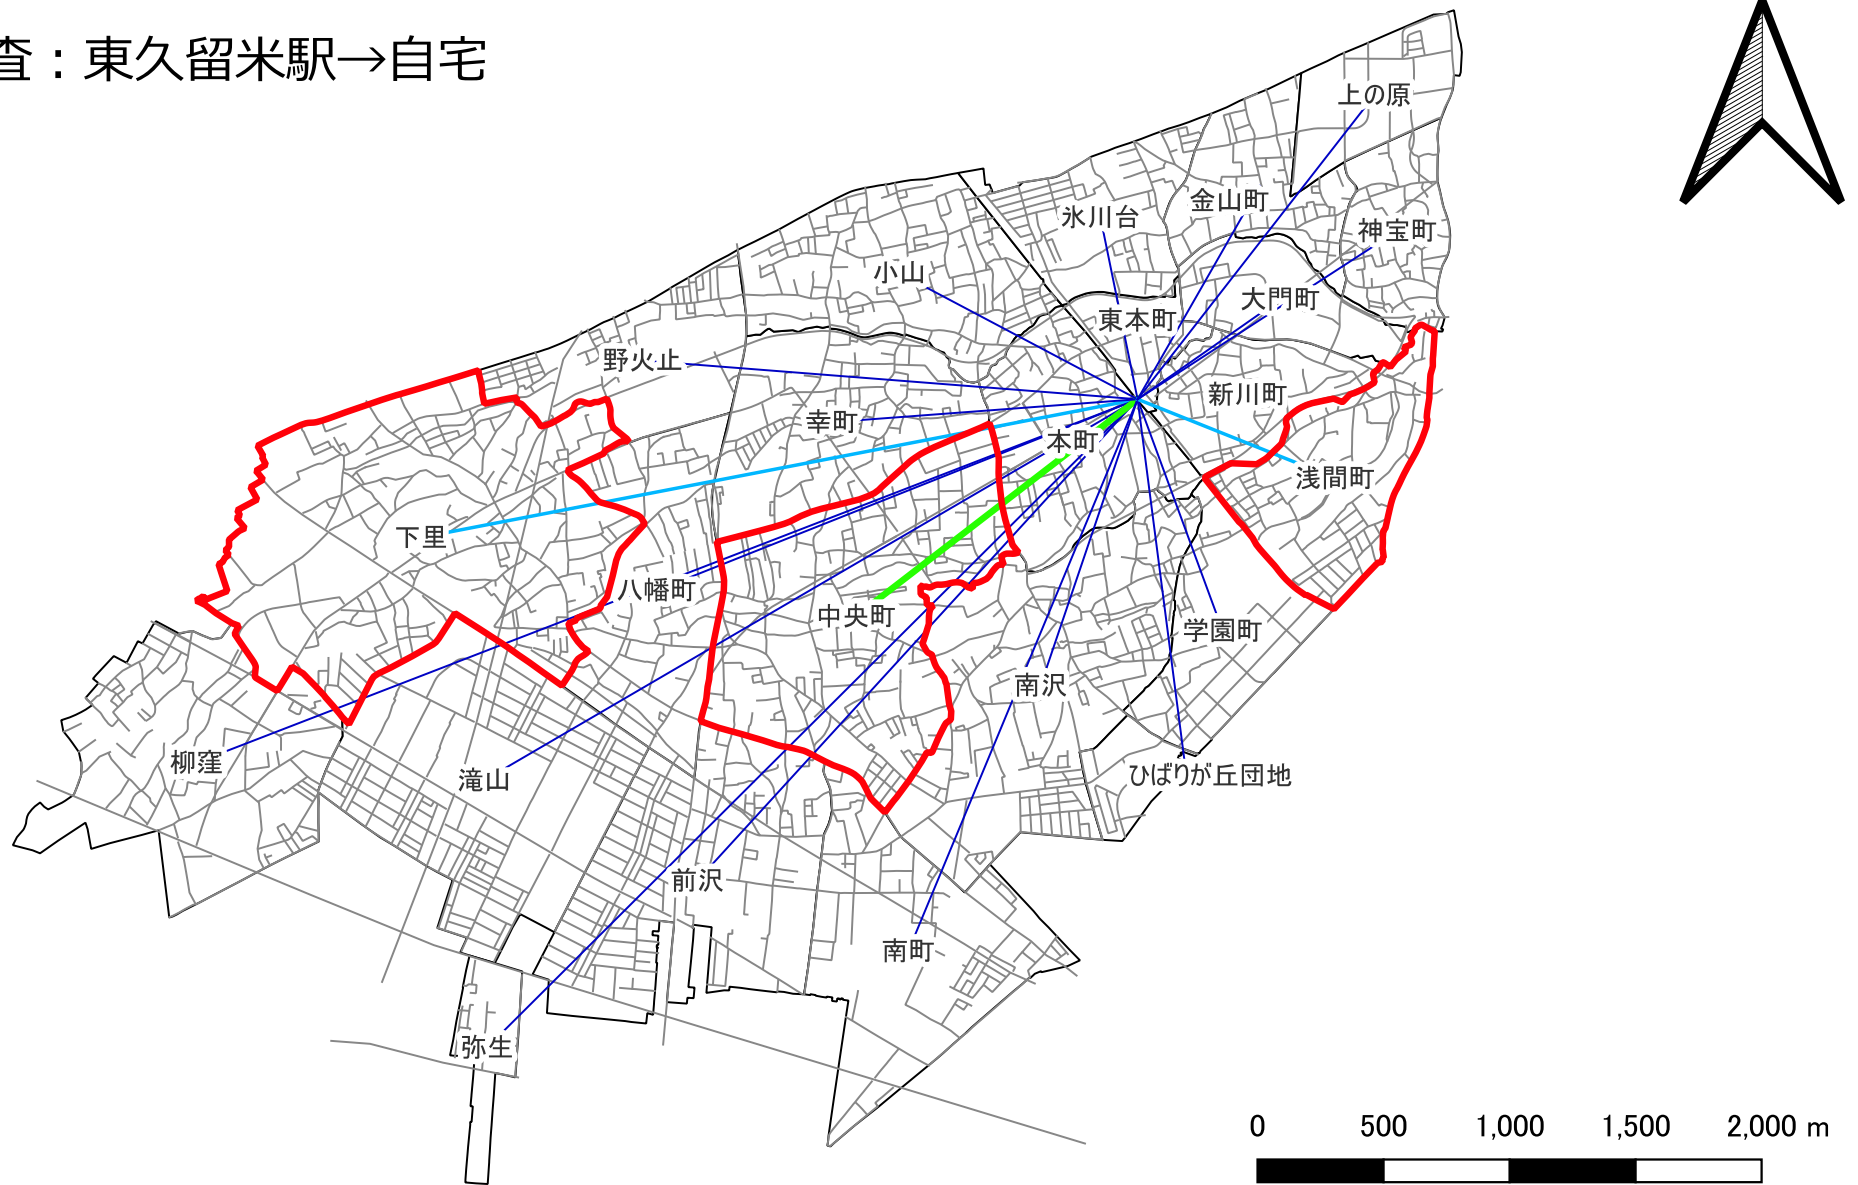 査：東久留米駅→自宅
上の原
金山町
氷川台
神宝町
小山
大門町
東本町
野火止
新川町
幸町
本町
浅間町
下里
八幡町
中央町
学園町
南沢
柳窪
滝山
ひばりが丘団地
前沢
南町
弥生
0 500 1,000 1,500 2,000 m